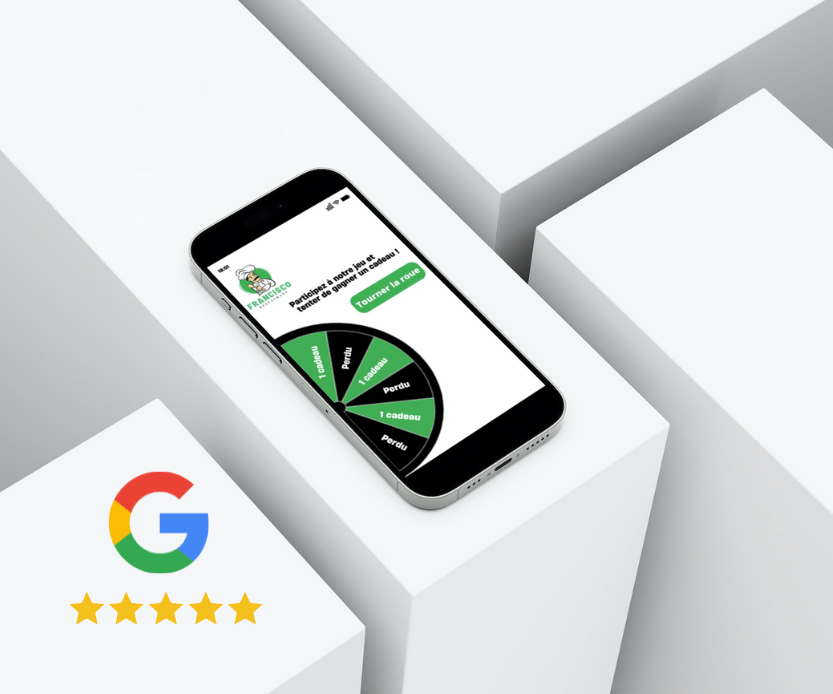 18:01
FRANCISCO
RESTAURANT
Participez à notre jeu et
tenter de gagner un cadeau !
Tourner la roue
1 cadeau
Perdu
1 cadeau
Perdu
1 cadeau
Perdu
G